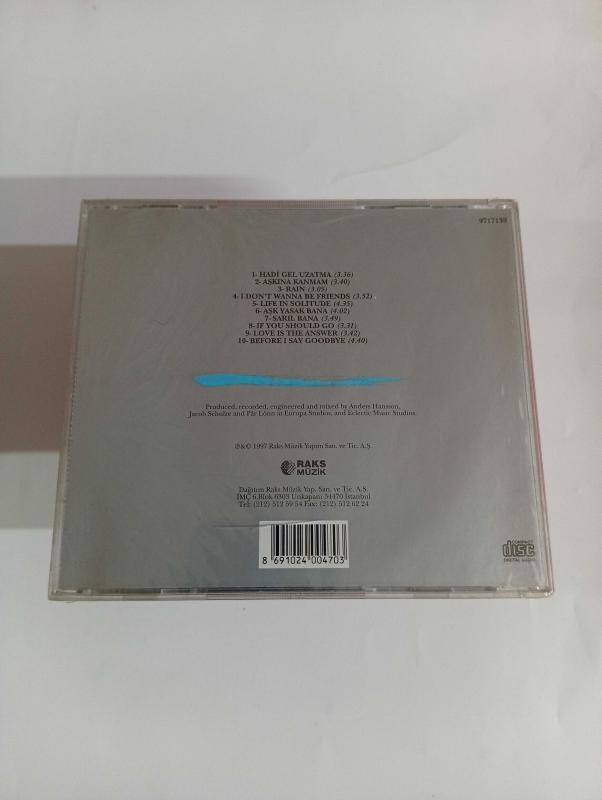 9717139
1- HADİ GEL UZATMA (3.36)
2- AŞKINA KANMAM (3.40)
3- RAIN (3.05)
4- I DON'T WANNA BE FRIENDS (3.52)
5- LIFE IN SOLITUDE (4.35)
6- AŞK YASAK BANA (4.02)
7- SARIL BANA (3.49)
8- IF YOU SHOULD GO (3.31)
9- LOVE IS THE ANSWER (3.42)
10- BEFORE I SAY GOODBYE (4.40)
Produced, recorded, engineered and mixed by Anders Hansson,
Jacob Schulze and Pär Lönn at Europa Studios, and Eclectic Music Studios.
℗&© 1997 Raks Müzik Yapım San. ve Tic. A.Ş.
RAKS
MÜZİK
Dağıtım Raks Müzik Yap. San. ve Tic. A.Ş.
İMÇ 6.Blok 6303 Unkapanı 34470 İstanbul
Tel: (212) 512 59 54 Fax: (212) 512 62 24
8 691024 004703
COMPACT
disc
DIGITAL AUDIO